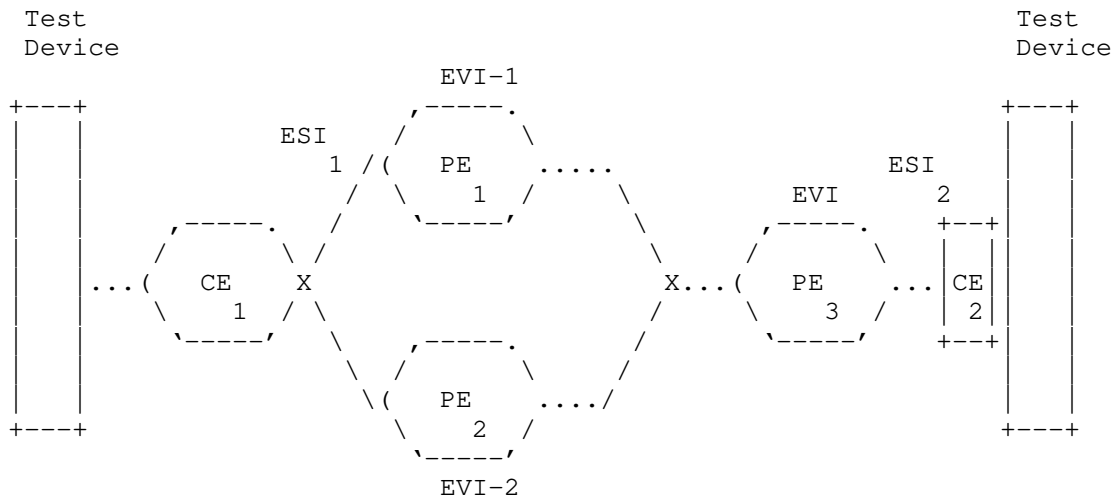 Test Test
Device Device
EVI-1
ESI
1 PE ESI
1 EVI 2
CE PE CE
1 3 2
PE
2
EVI-2